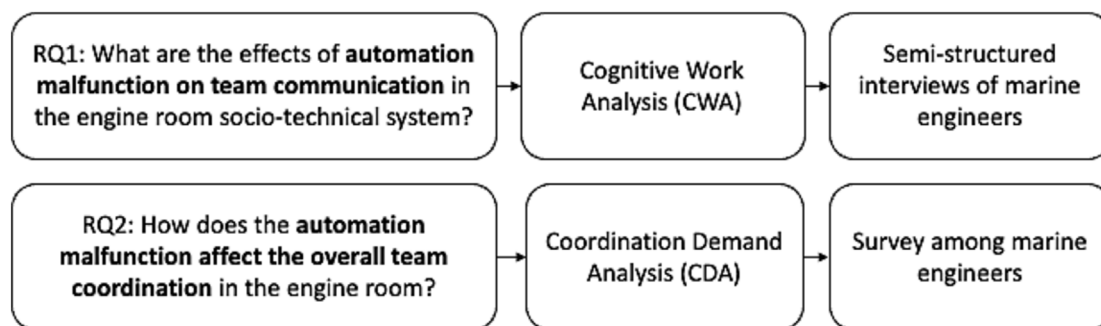 RQ1: What are the effects of automation
malfunction on team communication in
the engine room socio-technical system?
Cognitive Work
Analysis (CWA)
Semi-structured
interviews of marine
engineers
RQ2: How does the automation
malfunction affect the overall team
coordination in the engine room?
Coordination Demand
Analysis (CDA)
Survey among marine
engineers